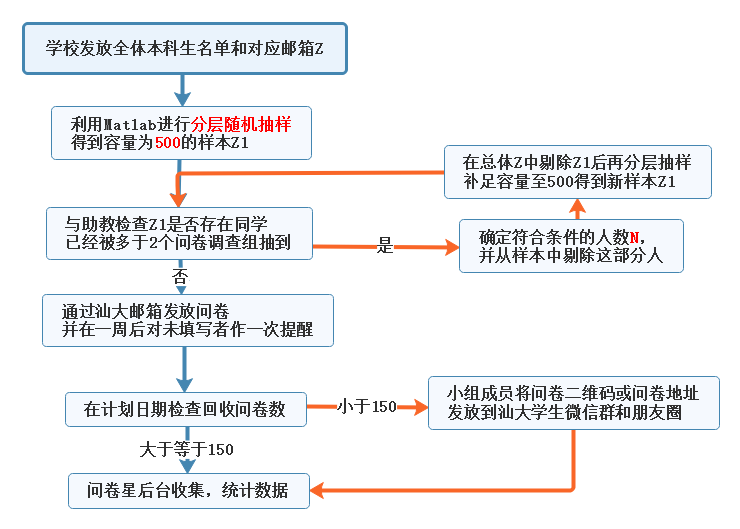 学校发放全体本科生名单和对应邮箱Z
利用Matlab进行分层随机抽样
得到容量为500的样本Z1
在总体Z中剔除Z1后再分层抽样
补足容量至500得到新样本Z1
与助教检查Z1是否存在同学
已经被多于2个问卷调查组抽到
是
确定符合条件的人数N,
并从样本中剔除这部分人
否
通过汕大邮箱发放问卷
并在一周后对未填写者作一次提醒
在计划日期检查回收问卷数
小于150
小组成员将问卷二维码或问卷地址
发放到汕大学生微信群和朋友圈
大于等于150
问卷星后台收集，统计数据